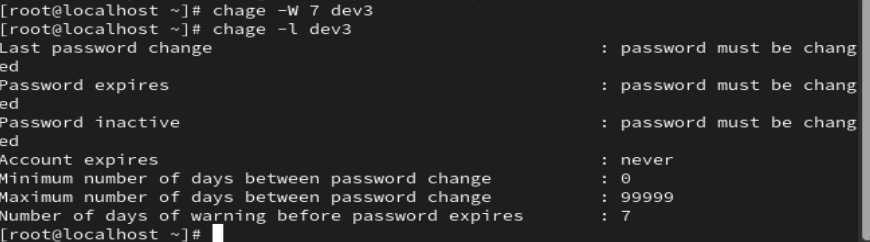 [root@localhost ~]# chage -W 7 dev3
[root@localhost ~]# chage -l dev3
Last password change                                    : password must be chang
ed
Password expires                                        : password must be chang
ed
Password inactive                                       : password must be chang
ed
Account expires                                         : never
Minimum number of days between password change          : 0
Maximum number of days between password change          : 99999
Number of days of warning before password expires       : 7
[root@localhost ~]#